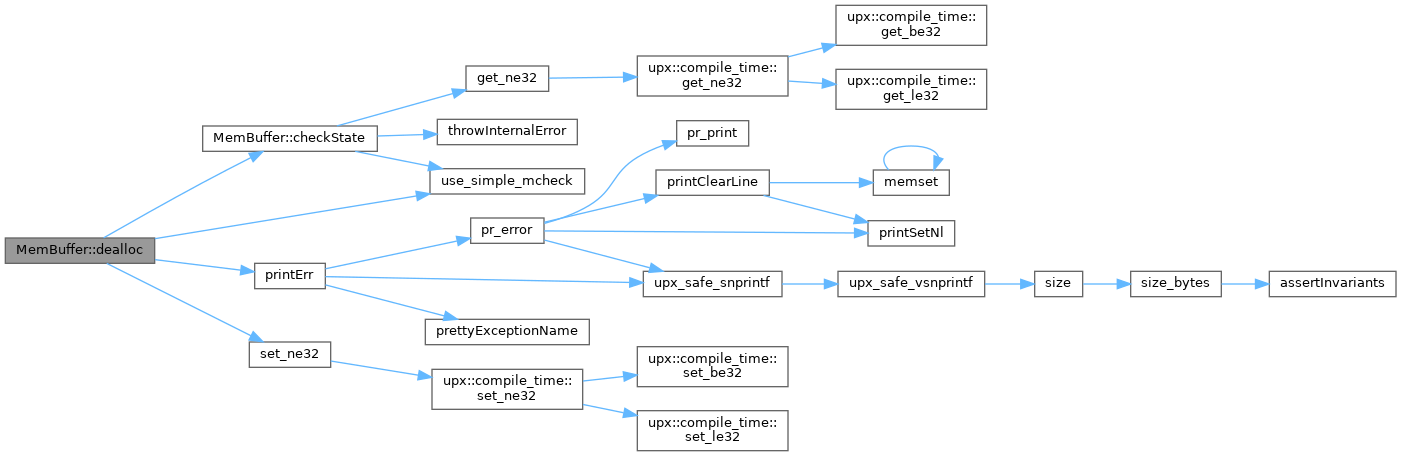 upx::compile_time::
get_be32
get_ne32
upx::compile_time::
get_ne32
upx::compile_time::
get_le32
MemBuffer::checkState
throwInternalError
pr_print
use_simple_mcheck
printClearLine
memset
MemBuffer::dealloc
pr_error
printSetNl
printErr
upx_safe_snprintf
upx_safe_vsnprintf
size
size_bytes
assertInvariants
prettyExceptionName
set_ne32
upx::compile_time::
set_be32
upx::compile_time::
set_ne32
upx::compile_time::
set_le32